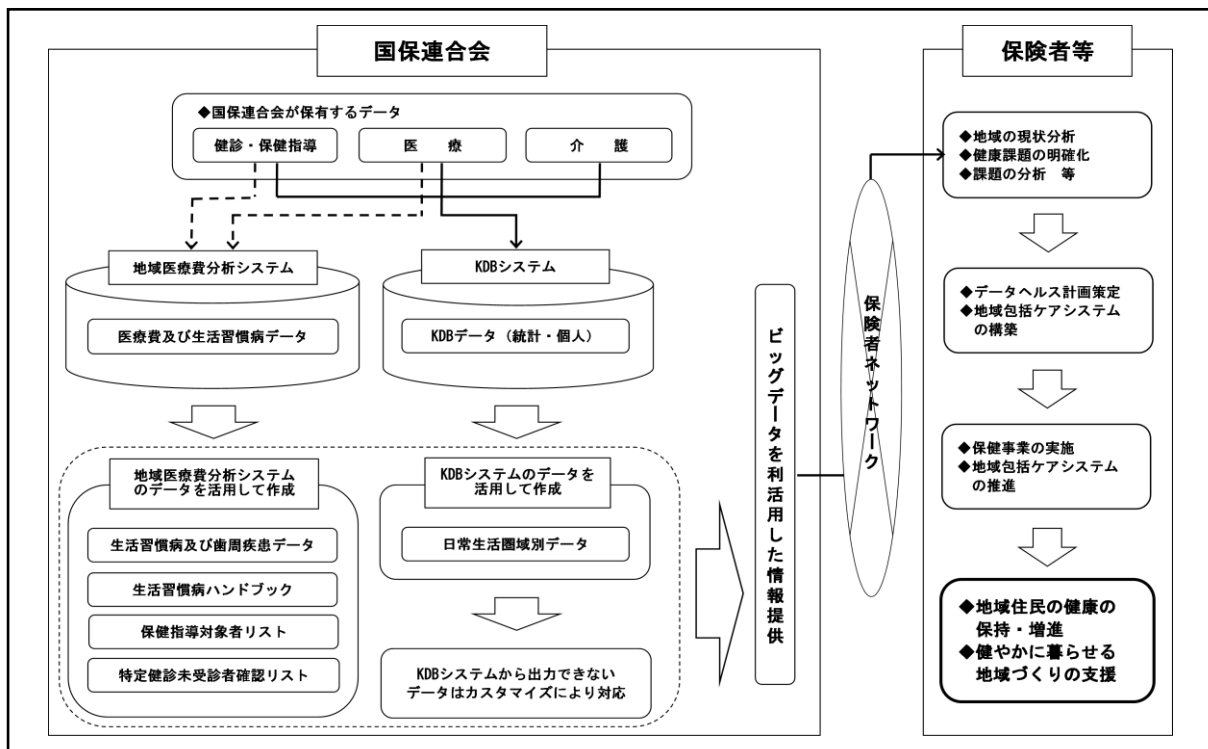 国保連合会
◆国保連合会が保有するデータ
健診・保健指導
医　療
介　護
地域医療費分析システム
医療費及び生活習慣病データ
KDBシステム
KDBデータ（統計・個人）
地域医療費分析システム
のデータを活用して作成
生活習慣病及び歯周疾患データ
生活習慣病ハンドブック
保健指導対象者リスト
特定健診未受診者確認リスト
KDBシステムのデータを
活用して作成
日常生活圏域別データ
KDBシステムから出力できない
データはカスタマイズにより対応
ビッグデータを利活用した情報提供
保険者ネットワーク
保険者等
◆地域の現状分析
◆健康課題の明確化
◆課題の分析　等
◆データヘルス計画策定
◆地域包括ケアシステム
の構築
◆保健事業の実施
◆地域包括ケアシステム
の推進
◆地域住民の健康の
保持・増進
◆健やかに暮らせる
地域づくりの支援